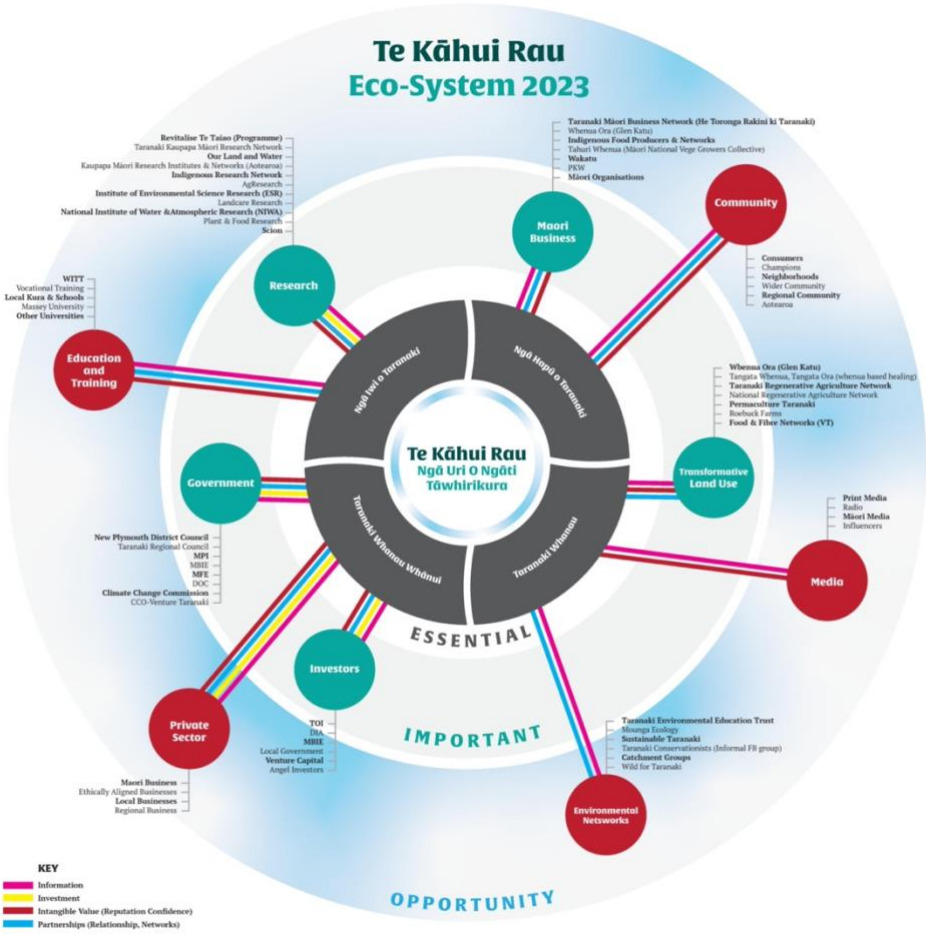 Te Kāhui Rau
Eco-System 2023
Revitalise Te Taiao (Programme)
Taranaki Kaupapa Māori Research Network
Our Land and Water
Kaupapa Māori Research Institutes & Networks (Aotearoa)
Indigenous Research Network
AgResearch
Institute of Environmental Science Research (ESR)
Landcare Research
National Institute of Water &Atmospheric Research (NIWA)
Plant & Food Research
Scion
Research
Taranaki Māori Business Network (He Toronga Rakini ki Taranaki)
Whenua Ora (Glen Katu)
Indigenous Food Producers & Networks
Tahuri Whenua (Māori National Vege Growers Collective)
Wakatu
PKW
Māori Organisations
Maori
Business
Community
Consumers
Champions
Neighborhoods
Wider Community
Regional Community
Aotearoa
WITT
Vocational Training
Local Kura & Schools
Massey University
Other Universities
Education
and
Training
Ngā Iwi o Taranaki
Ngā Hapū o Taranaki
Te Kāhui Rau
Ngā Uri O Ngāti
Tāwhirikura
Taranaki Whanau Whānui
Taranaki Whanau
Whenua Ora (Glen Katu)
Tangata Whenua, Tangata Ora (whenua based healing)
Taranaki Regenerative Agriculture Network
National Regenerative Agriculture Network
Permaculture Taranaki
Roebuck Farms
Food & Fibre Networks (VT)
Transformative
Land Use
Government
New Plymouth District Council
Taranaki Regional Council
MPI
MBIE
MFE
DOC
Climate Change Commission
CCO-Venture Taranaki
Print Media
Radio
Māori Media
Influencers
Media
ESSENTIAL
Investors
TOI
DIA
MBIE
Local Government
Venture Capital
Angel Investors
IMPORTANT
Private
Sector
Maori Business
Ethically Aligned Businesses
Local Businesses
Regional Business
Taranaki Environmental Education Trust
Mounga Ecology
Sustainable Taranaki
Taranaki Conservationists (Informal FB group)
Catchment Groups
Wild for Taranaki
Environmental
Netsworks
OPPORTUNITY
KEY
Information
Investment
Intangible Value (Reputation Confidence)
Partnerships (Relationship, Networks)